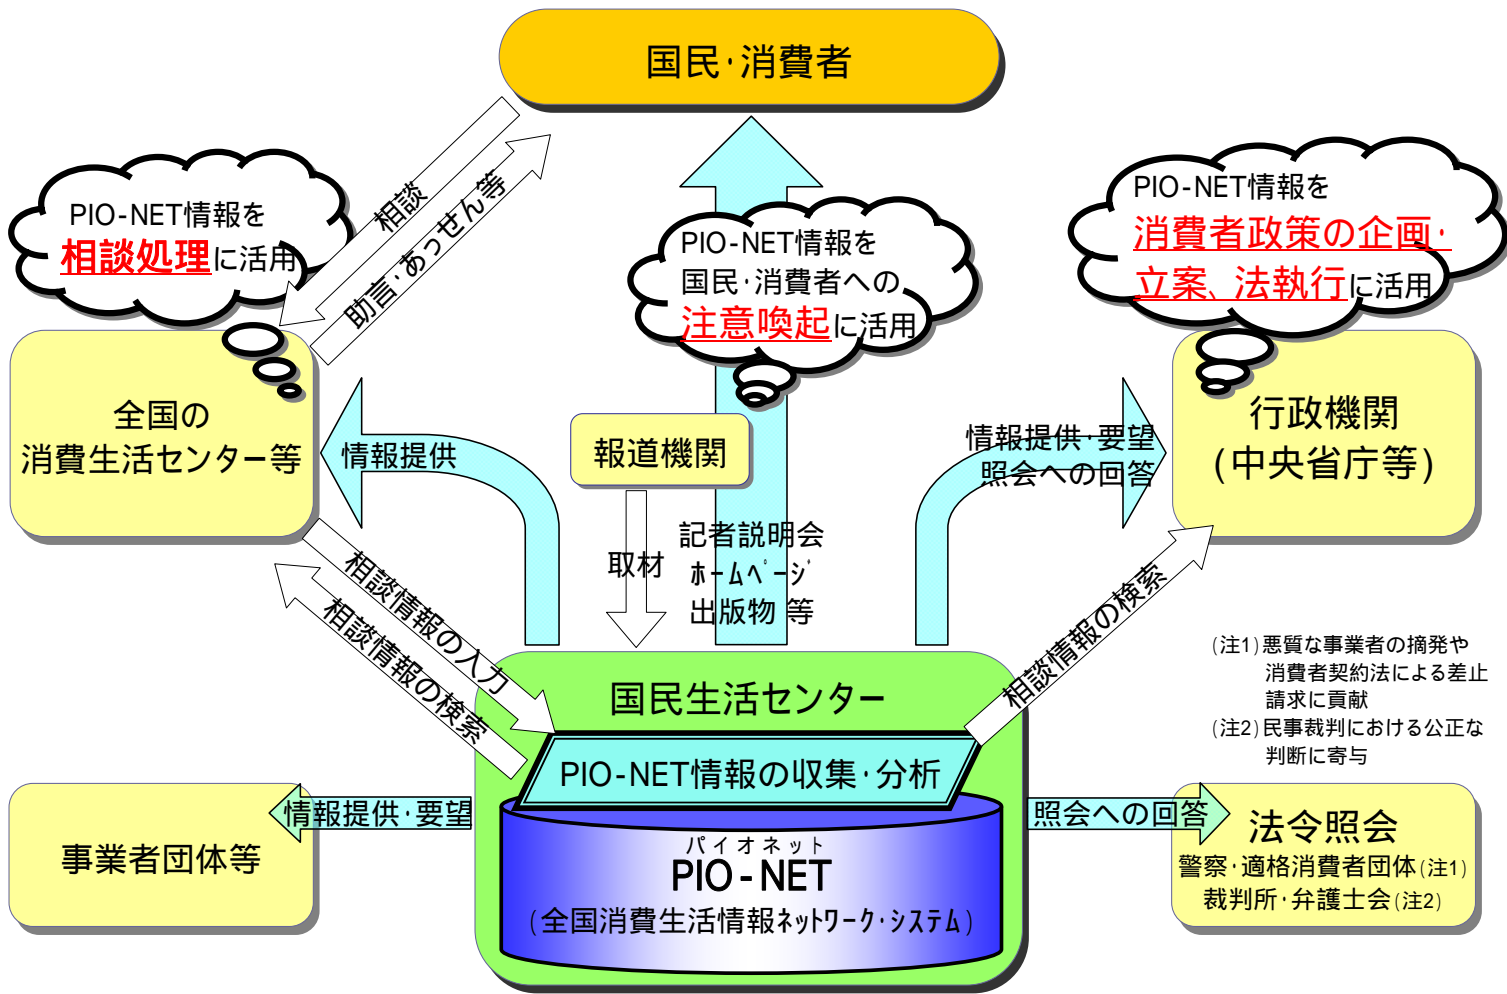 国民・消費者
相談
助言・あっせん等
PIO-NET情報を
相談処理に活用
PIO-NET情報を
国民・消費者への
注意喚起に活用
PIO-NET情報を
消費者政策の企画・
立案、法執行に活用
全国の
消費生活センター等
情報提供
報道機関
情報提供・要望
照会への回答
行政機関
(中央省庁等)
取材
記者説明会
ﾎｰﾑﾍﾟｰｼﾞ
出版物 等
相談情報の入力
相談情報の検索
相談情報の検索
(注1)悪質な事業者の摘発や
消費者契約法による差止
請求に貢献
(注2)民事裁判における公正な
判断に寄与
国民生活センター
PIO-NET情報の収集・分析
パイオネット
PIO-NET
(全国消費生活情報ﾈｯﾄﾜｰｸ・ｼｽﾃﾑ)
情報提供・要望
事業者団体等
照会への回答
法令照会
警察・適格消費者団体(注1)
裁判所・弁護士会(注2)